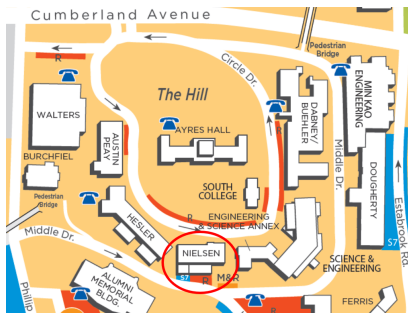 Cumberland Avenue
Pedestrian
Bridge
R
Circle Dr.
The Hill
WALTERS
AUSTIN
PEAY
AYRES HALL
DABNEY/
BUEHLER
R
MIN KAO
ENGINEERING
BURCHFIEL
Pedestrian
Bridge
SOUTH
COLLEGE
Middle Dr.
DOUGHERTY
Estabrook Rd.
HESLER
R
ENGINEERING
& SCIENCE ANNEX
Middle Dr.
NIELSEN
S7
R
M&R
SCIENCE &
ENGINEERING
S7
ALUMNI
MEMORIAL
BLDG.
Phillip
FERRIS